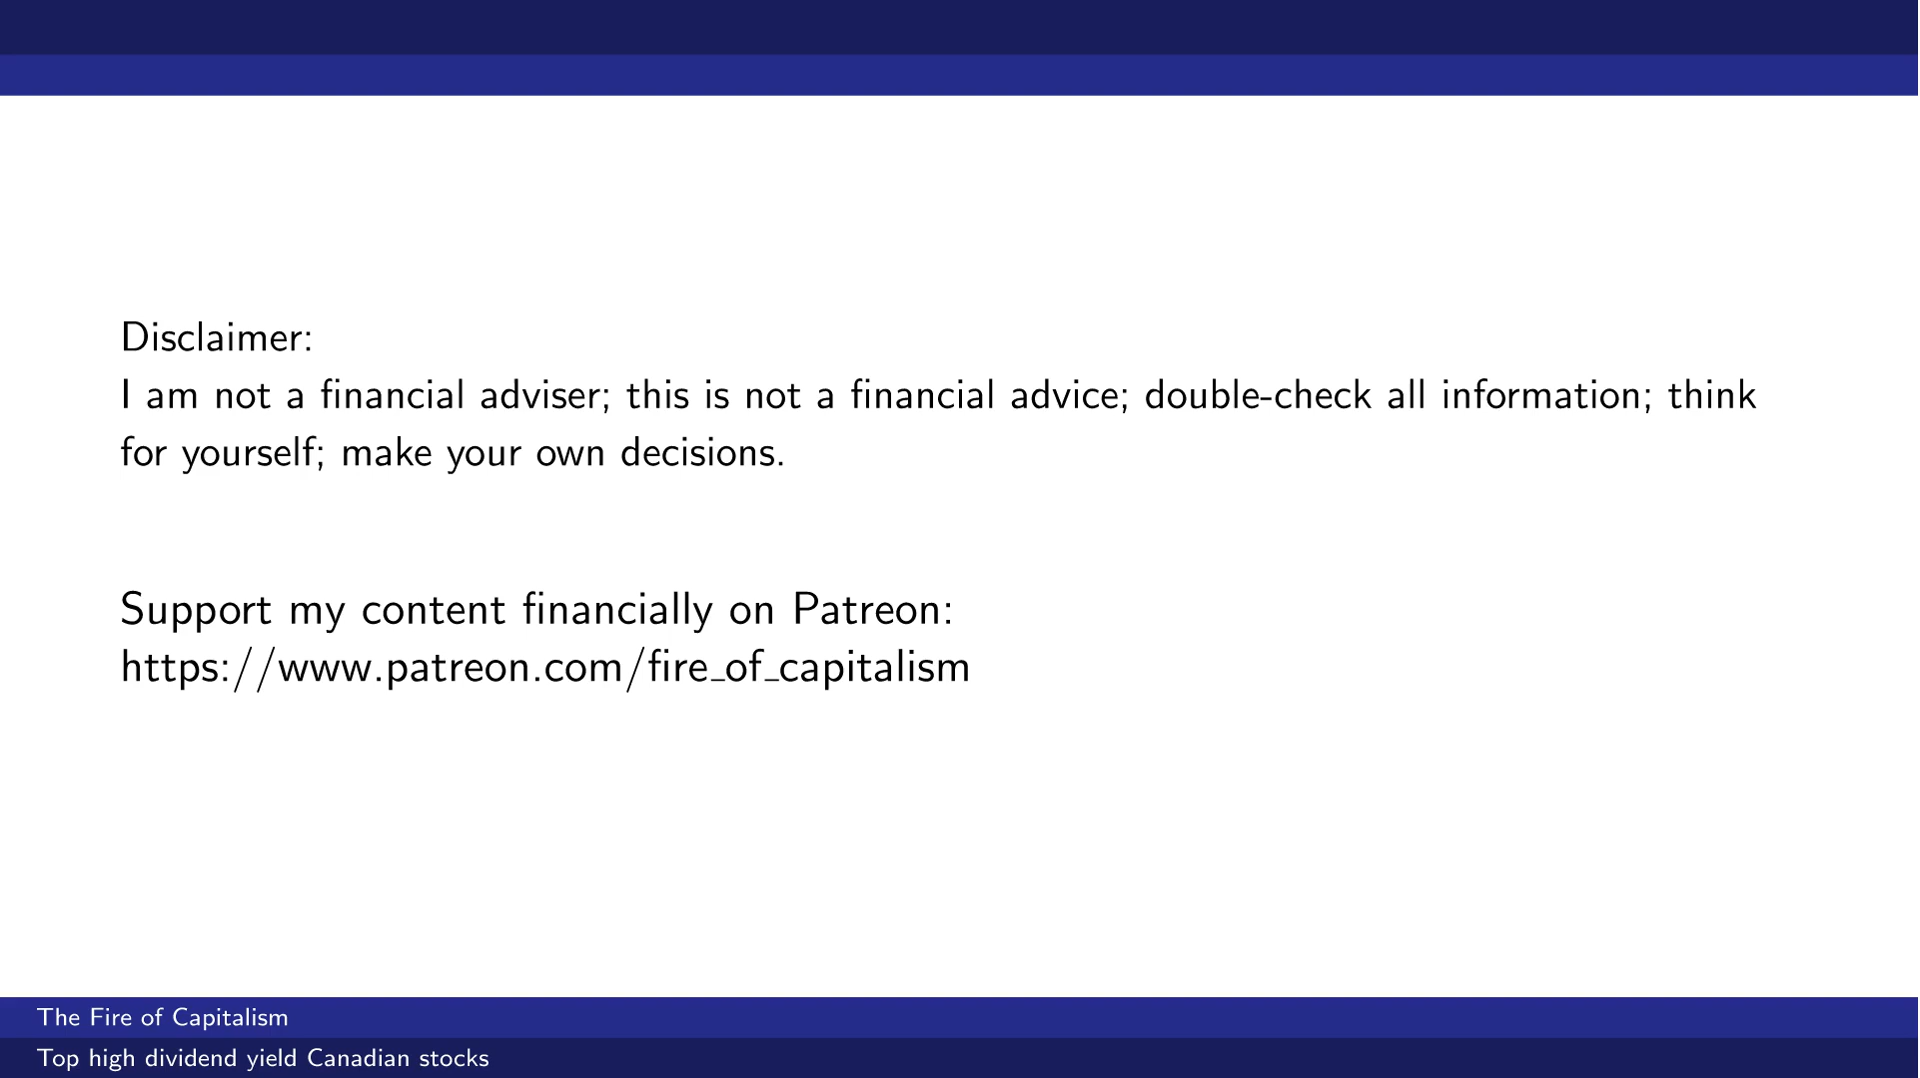 Disclaimer:
I am not a financial adviser; this is not a financial advice; double-check all information; think
for yourself; make your own decisions.
Support my content financially on Patreon:
https://www.patreon.com/fire_of_capitalism
The Fire of Capitalism
Top high dividend yield Canadian stocks